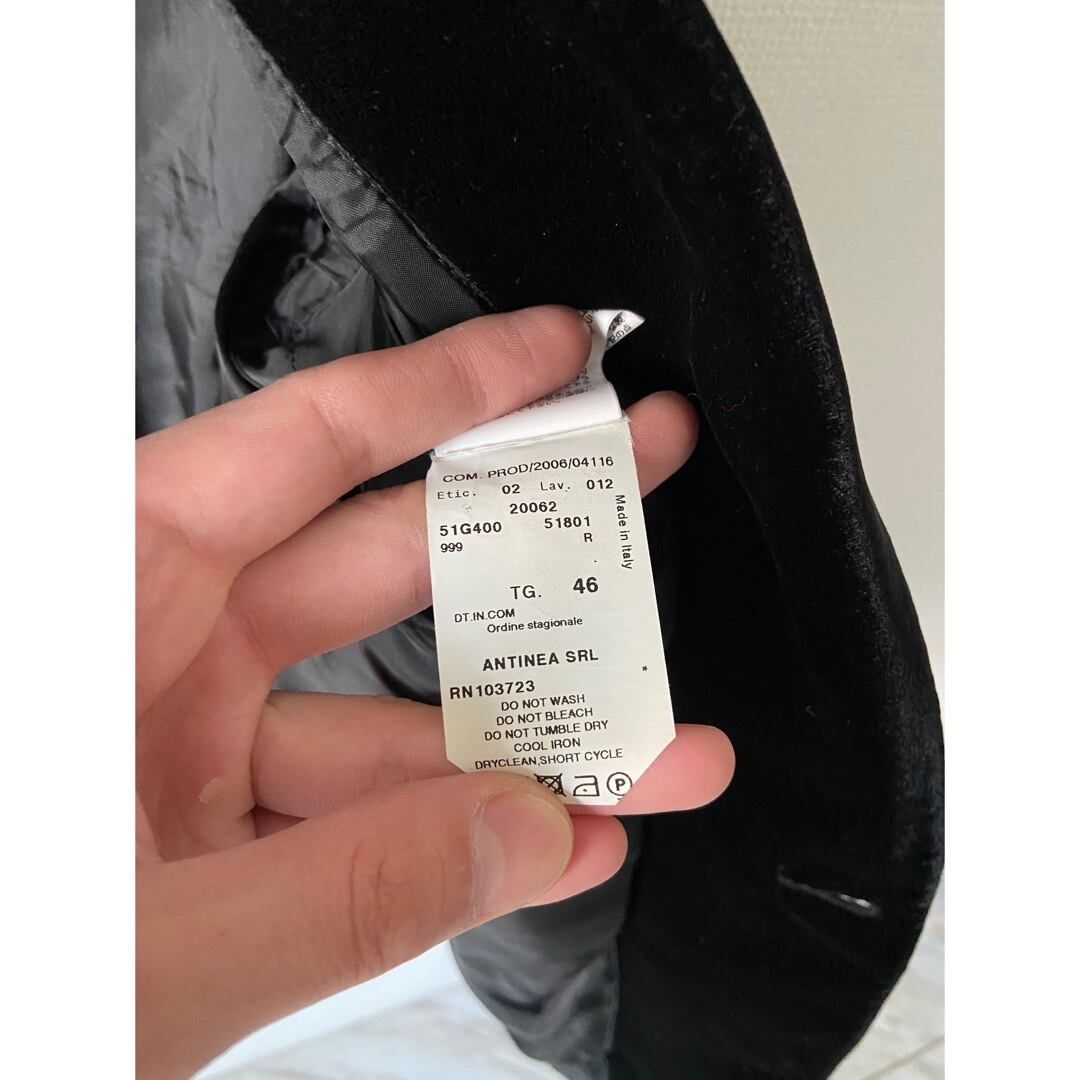 COM. PROD/2006/04116
Etic. 02 Lav. 012
20062
51G400 51801
999 R
Made in Italy
TG. 46
DT.IN.COM
Ordine stagionale
ANTINEA SRL
*
RN103723
DO NOT WASH
DO NOT BLEACH
DO NOT TUMBLE DRY
COOL IRON
DRYCLEAN,SHORT CYCLE
P